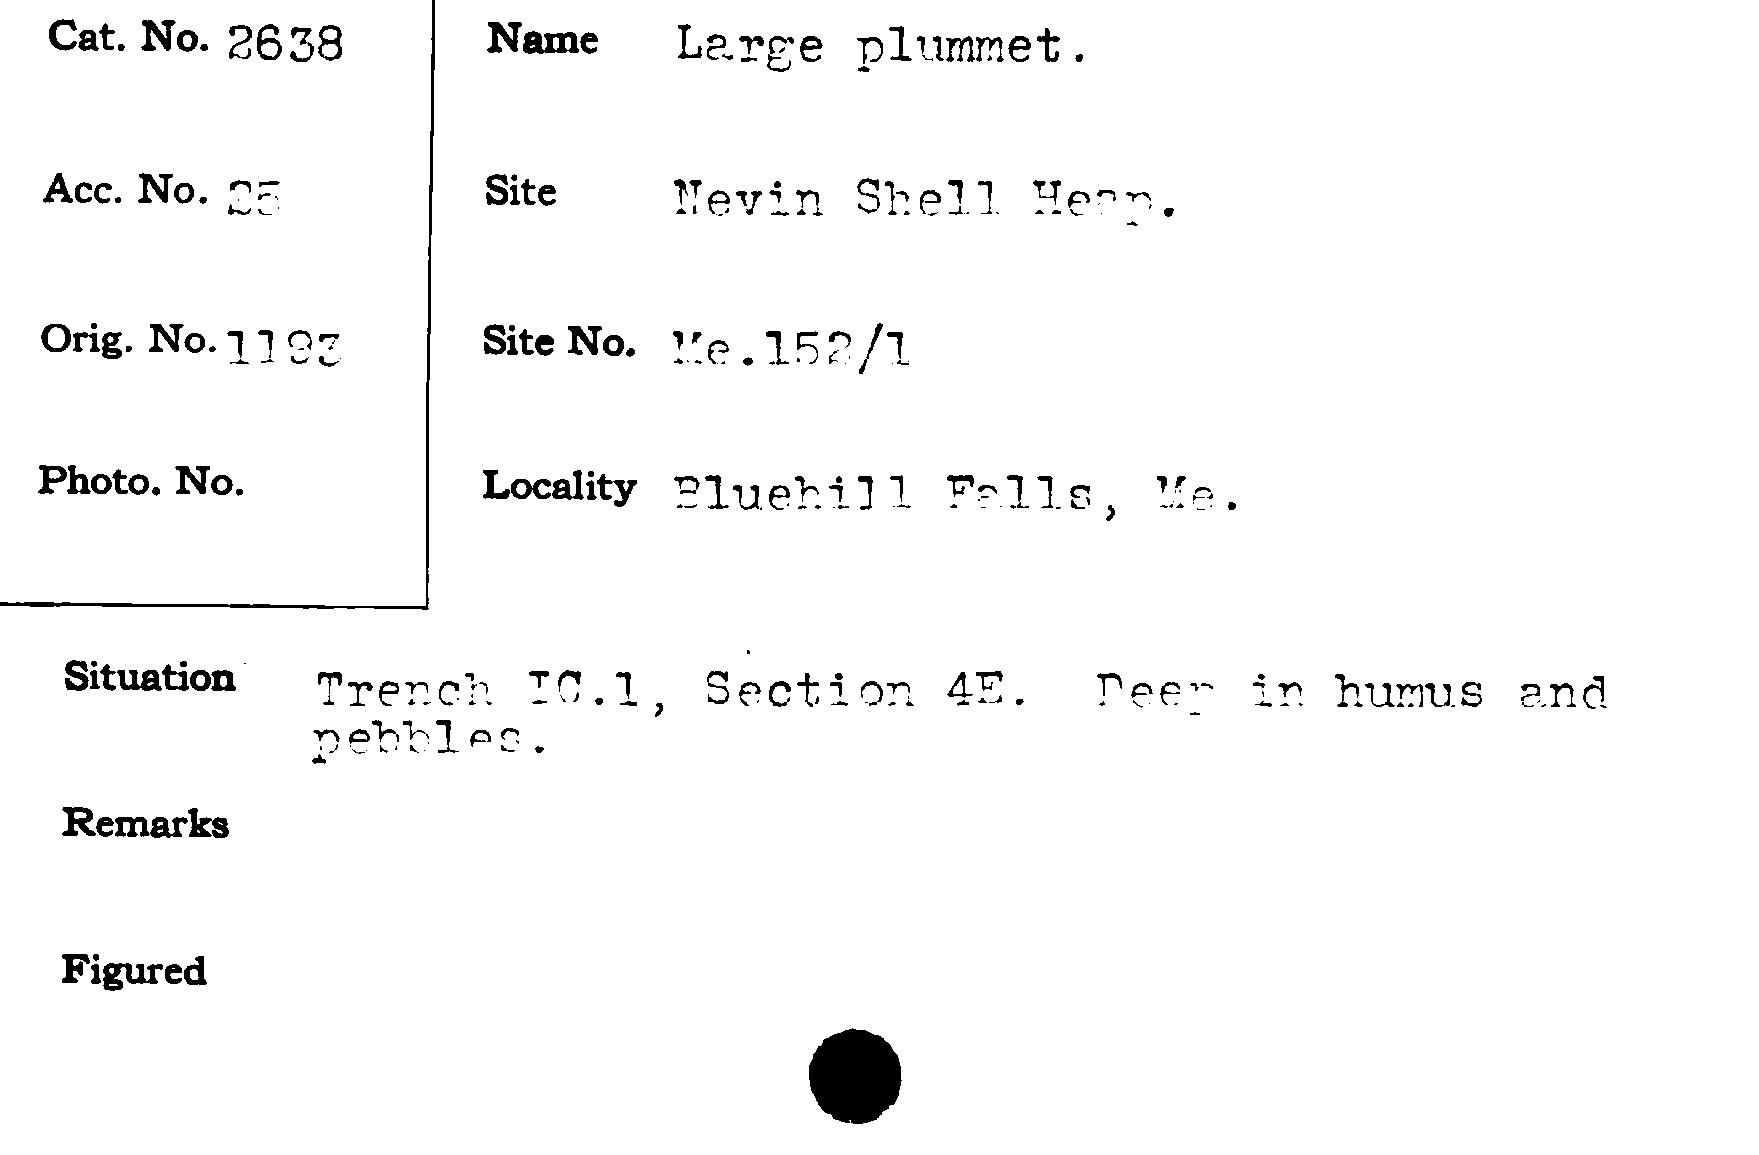 Cat. No. 2638
Name Large plummet.
Acc. No. 25
Site Nevin Shell Heap.
Orig. No. 1193
Site No. Me.152/1
Photo. No.
Locality Bluehill Falls, Me.
Situation Trench IC.1, Section 4E. Deep in humus and
pebbles.
Remarks
Figured